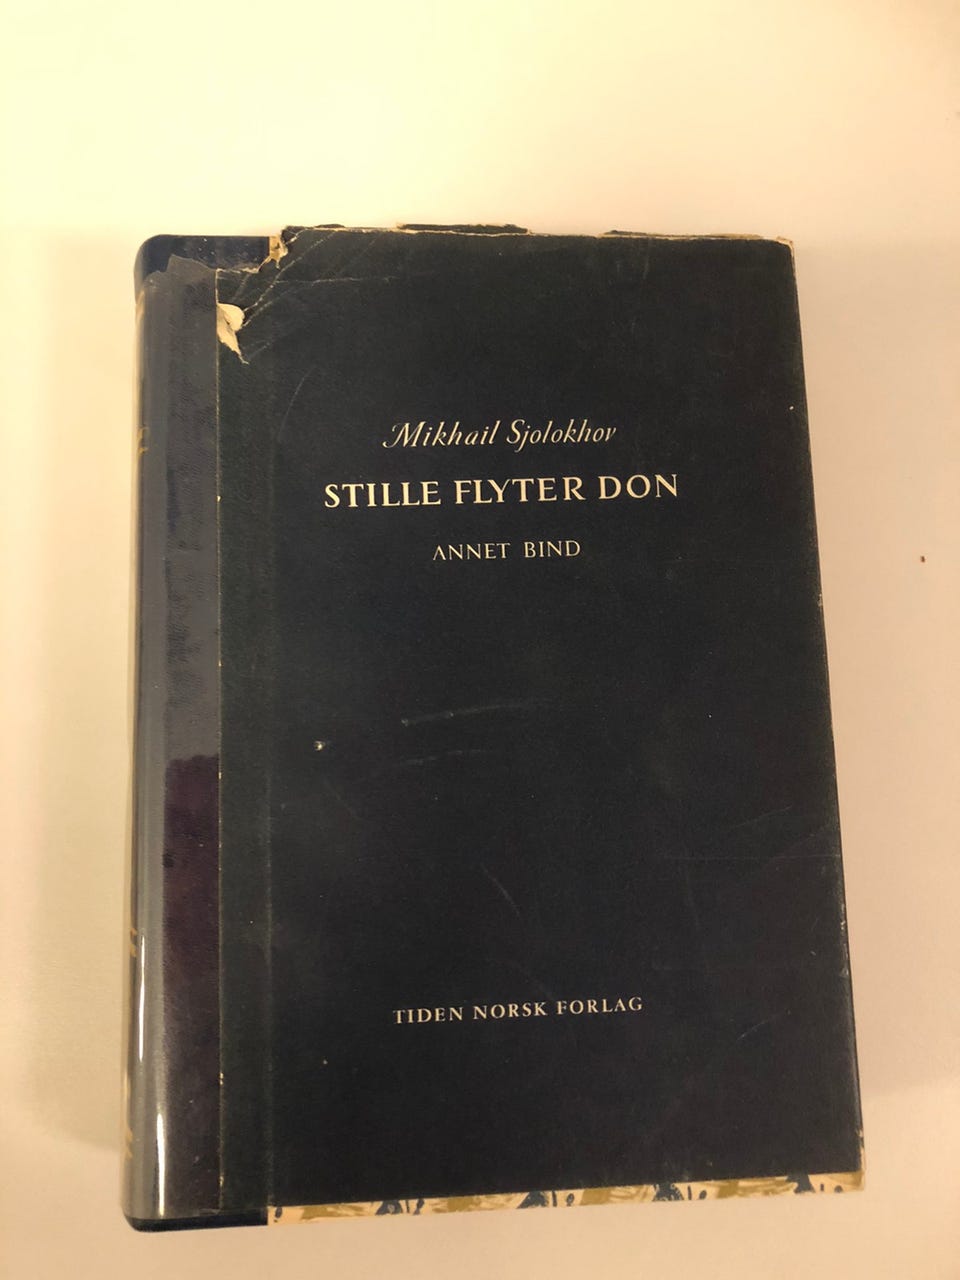 Mikhail Sjolokhov
STILLE FLYTER DON
ANNET BIND
TIDEN NORSK FORLAG